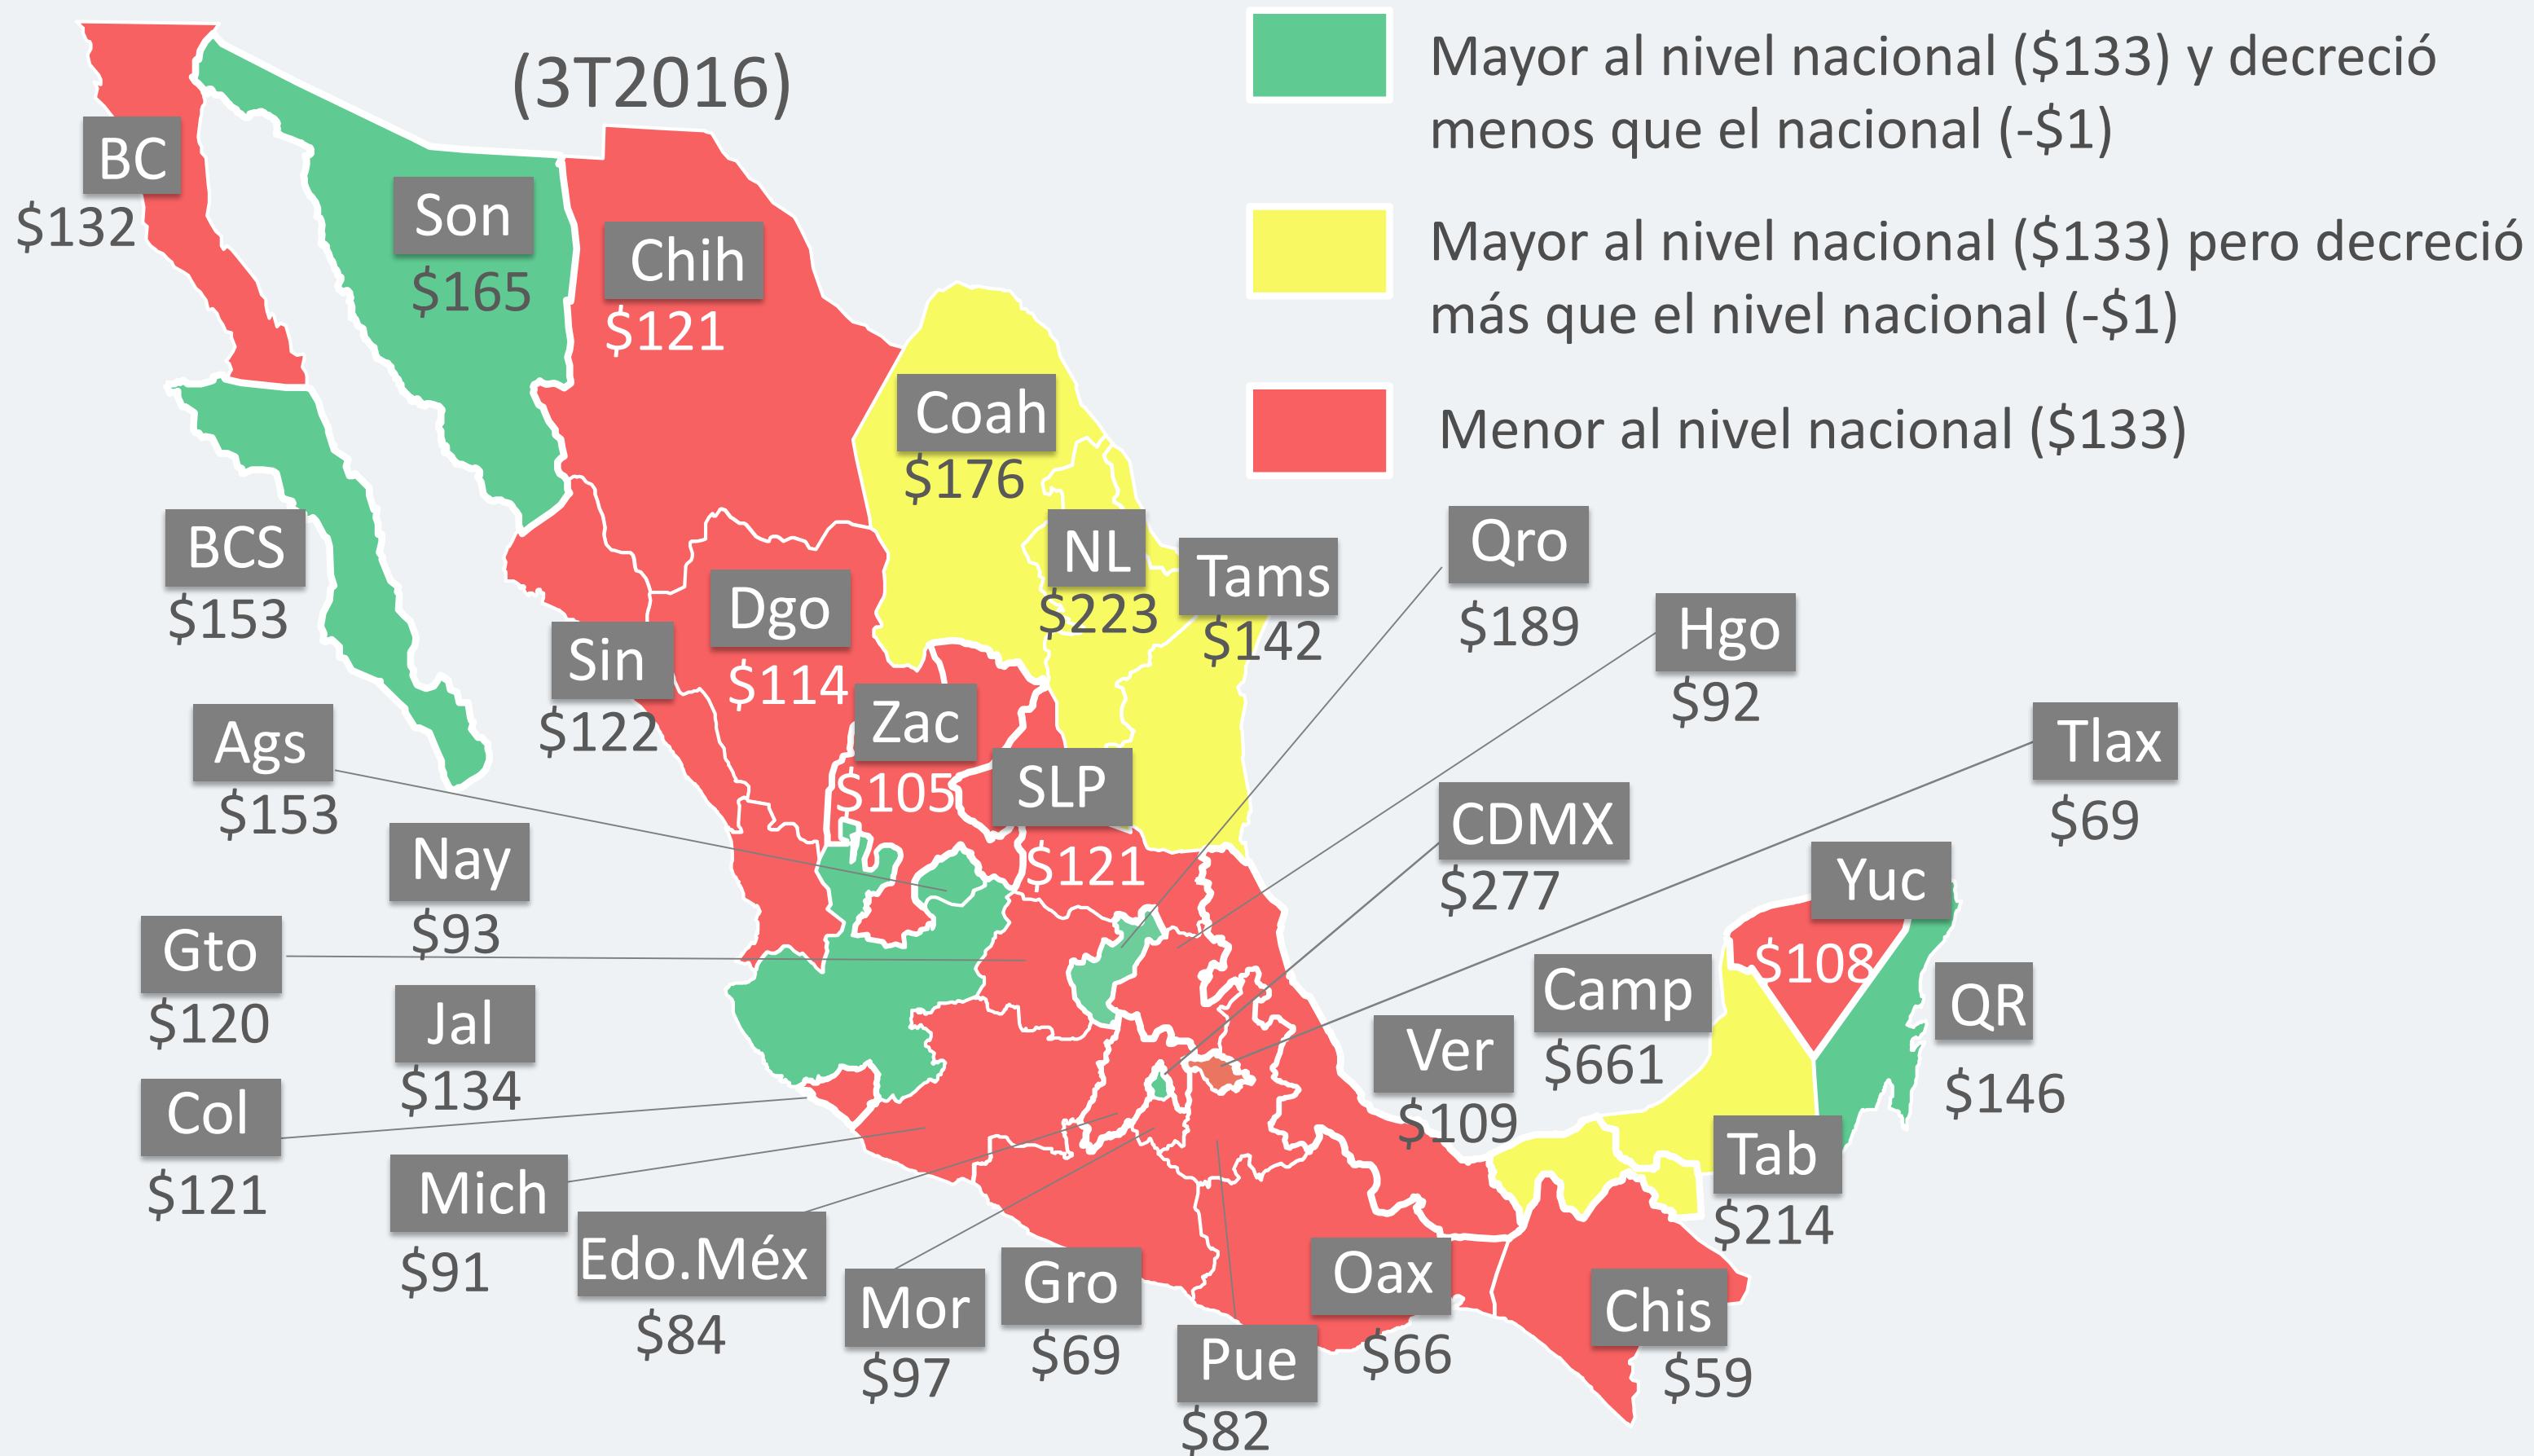 (3T2016)
Mayor al nivel nacional ($133) y decreció
menos que el nacional (-$1)
Mayor al nivel nacional ($133) pero decreció
más que el nivel nacional (-$1)
Menor al nivel nacional ($133)
BC
$132
Son
$165
Chih
$121
Coah
$176
BCS
$153
NL
$223
Tams
$142
Qro
$189
Hgo
$92
Dgo
$114
Sin
$122
Zac
$105
SLP
$121
Ags
$153
Tlax
$69
CDMX
$277
Nay
$93
Yuc
$108
Gto
$120
Jal
$134
Camp
$661
QR
$146
Ver
$109
Col
$121
Mich
$91
Tab
$214
Edo.Méx
$84
Mor
$97
Gro
$69
Pue
$82
Oax
$66
Chis
$59